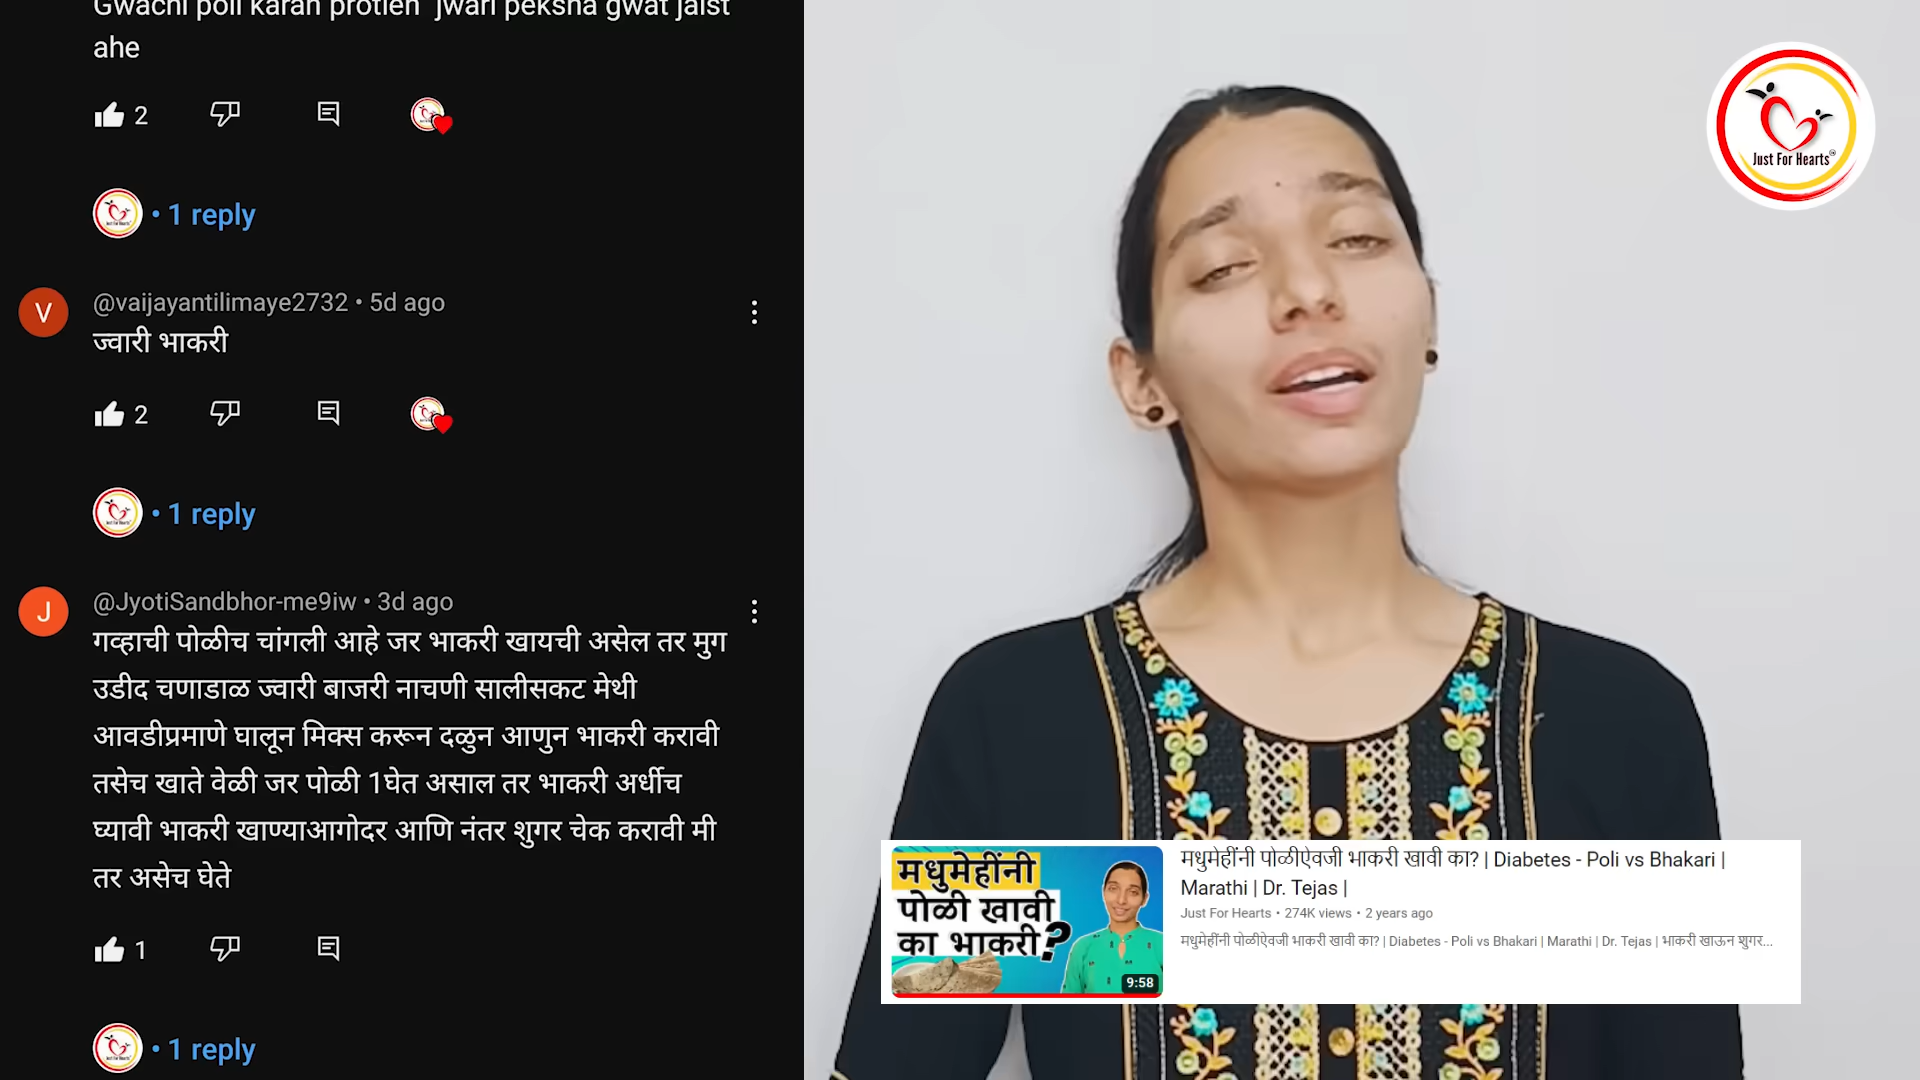 Gwachi poli karan protien jwari peksha gwat jaist
ahe
2
• 1 reply
V
@vaijayantilimaye2732 • 5d ago
ज्वारी भाकरी
2
• 1 reply
J
@JyotiSandbhor-me9iw • 3d ago
गव्हाची पोळीच चांगली आहे जर भाकरी खायची असेल तर मुग
उडीद चणाडाळ ज्वारी बाजरी नाचणी सालीसकट मेथी
आवडीप्रमाणे घालून मिक्स करून दळुन आणुन भाकरी करावी
तसेच खाते वेळी जर पोळी 1घेत असाल तर भाकरी अर्धीच
घ्यावी भाकरी खाण्याआगोदर आणि नंतर शुगर चेक करावी मी
तर असेच घेते
1
• 1 reply
Just For Hearts
मधुमेहींनी
पोळी खावी
का भाकरी?
9:58
मधुमेहींनी पोळीऐवजी भाकरी खावी का? | Diabetes - Poli vs Bhakari |
Marathi | Dr. Tejas |
Just For Hearts • 274K views • 2 years ago
मधुमेहींनी पोळीऐवजी भाकरी खावी का? | Diabetes - Poli vs Bhakari | Marathi | Dr. Tejas | भाकरी खाऊन शुगर...